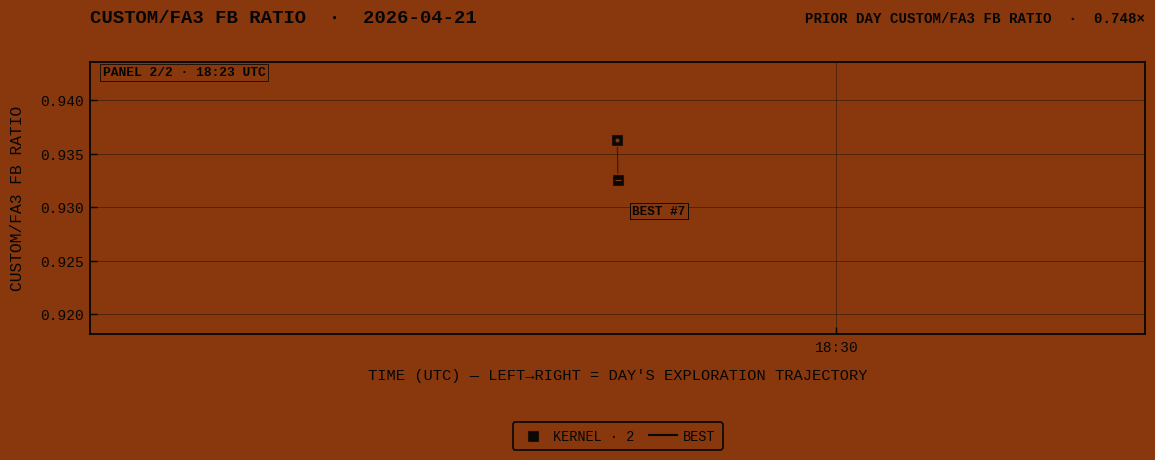 CUSTOM/FA3 FB RATIO · 2026-04-21
PRIOR DAY CUSTOM/FA3 FB RATIO · 0.748×
PANEL 2/2 · 18:23 UTC
CUSTOM/FA3 FB RATIO
0.940
0.935
0.930
0.925
0.920
BEST #7
18:30
TIME (UTC) — LEFT→RIGHT = DAY'S EXPLORATION TRAJECTORY
KERNEL · 2
BEST